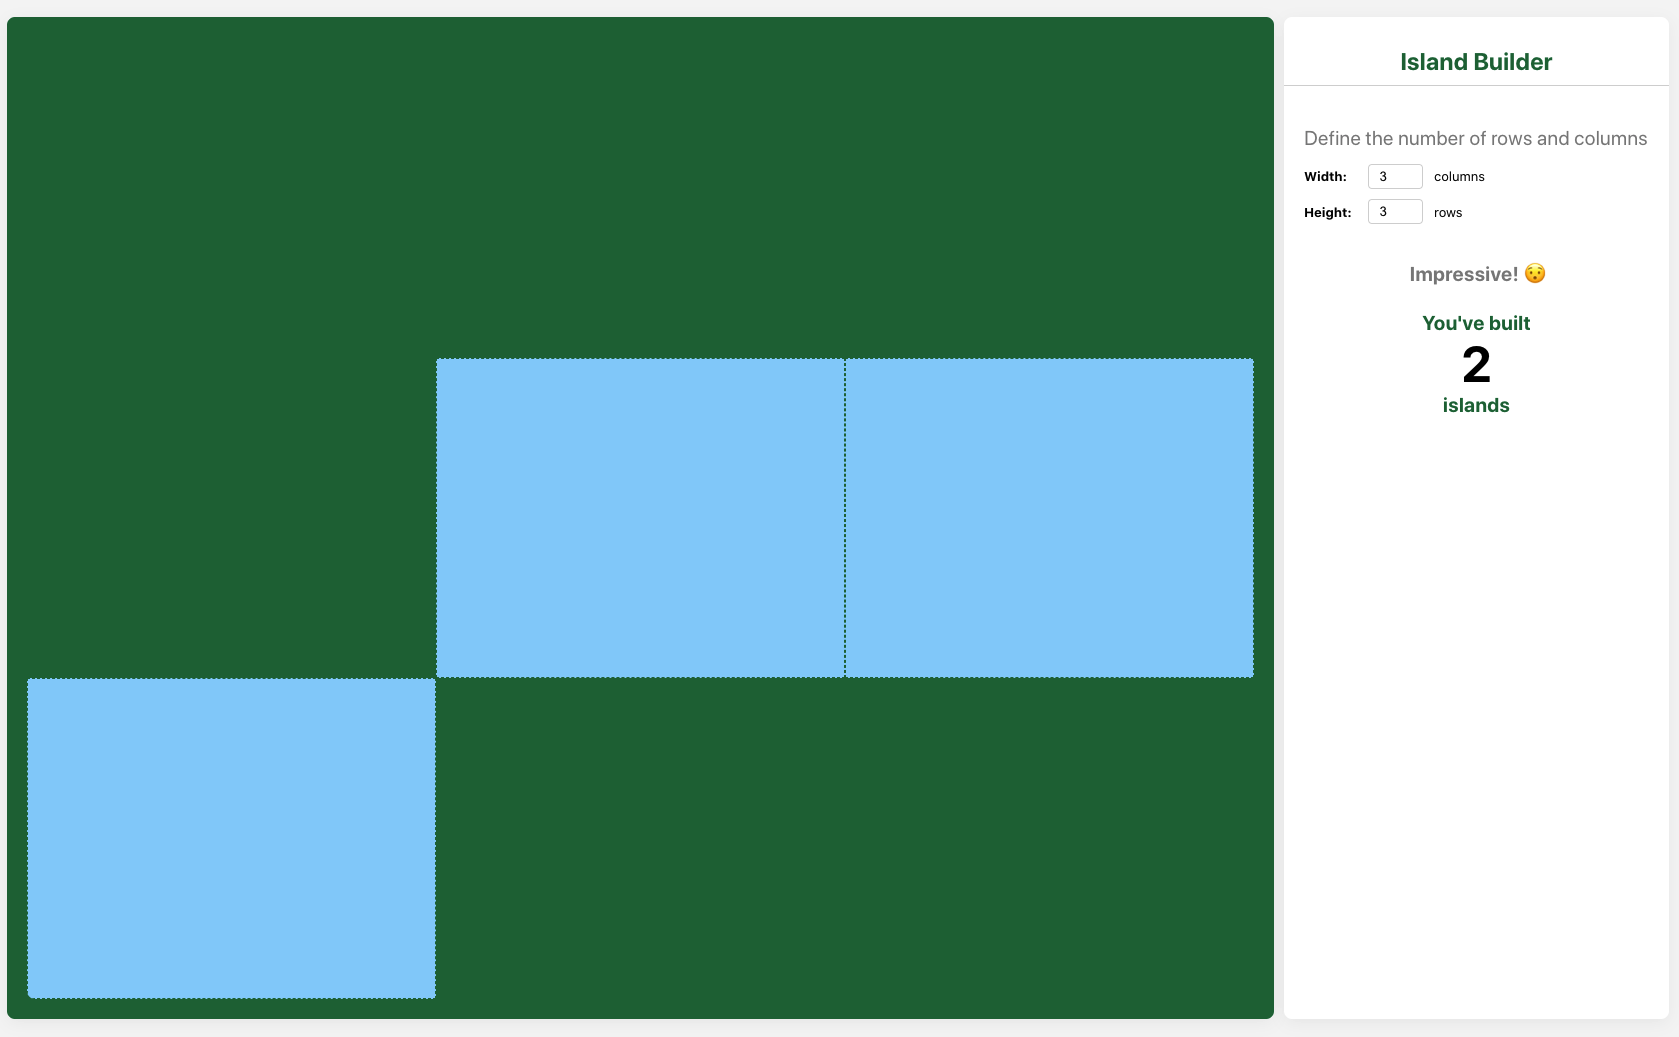 Island Builder
Define the number of rows and columns
Width: 3 columns
Height: 3 rows
Impressive! 😯
You've built
2
islands